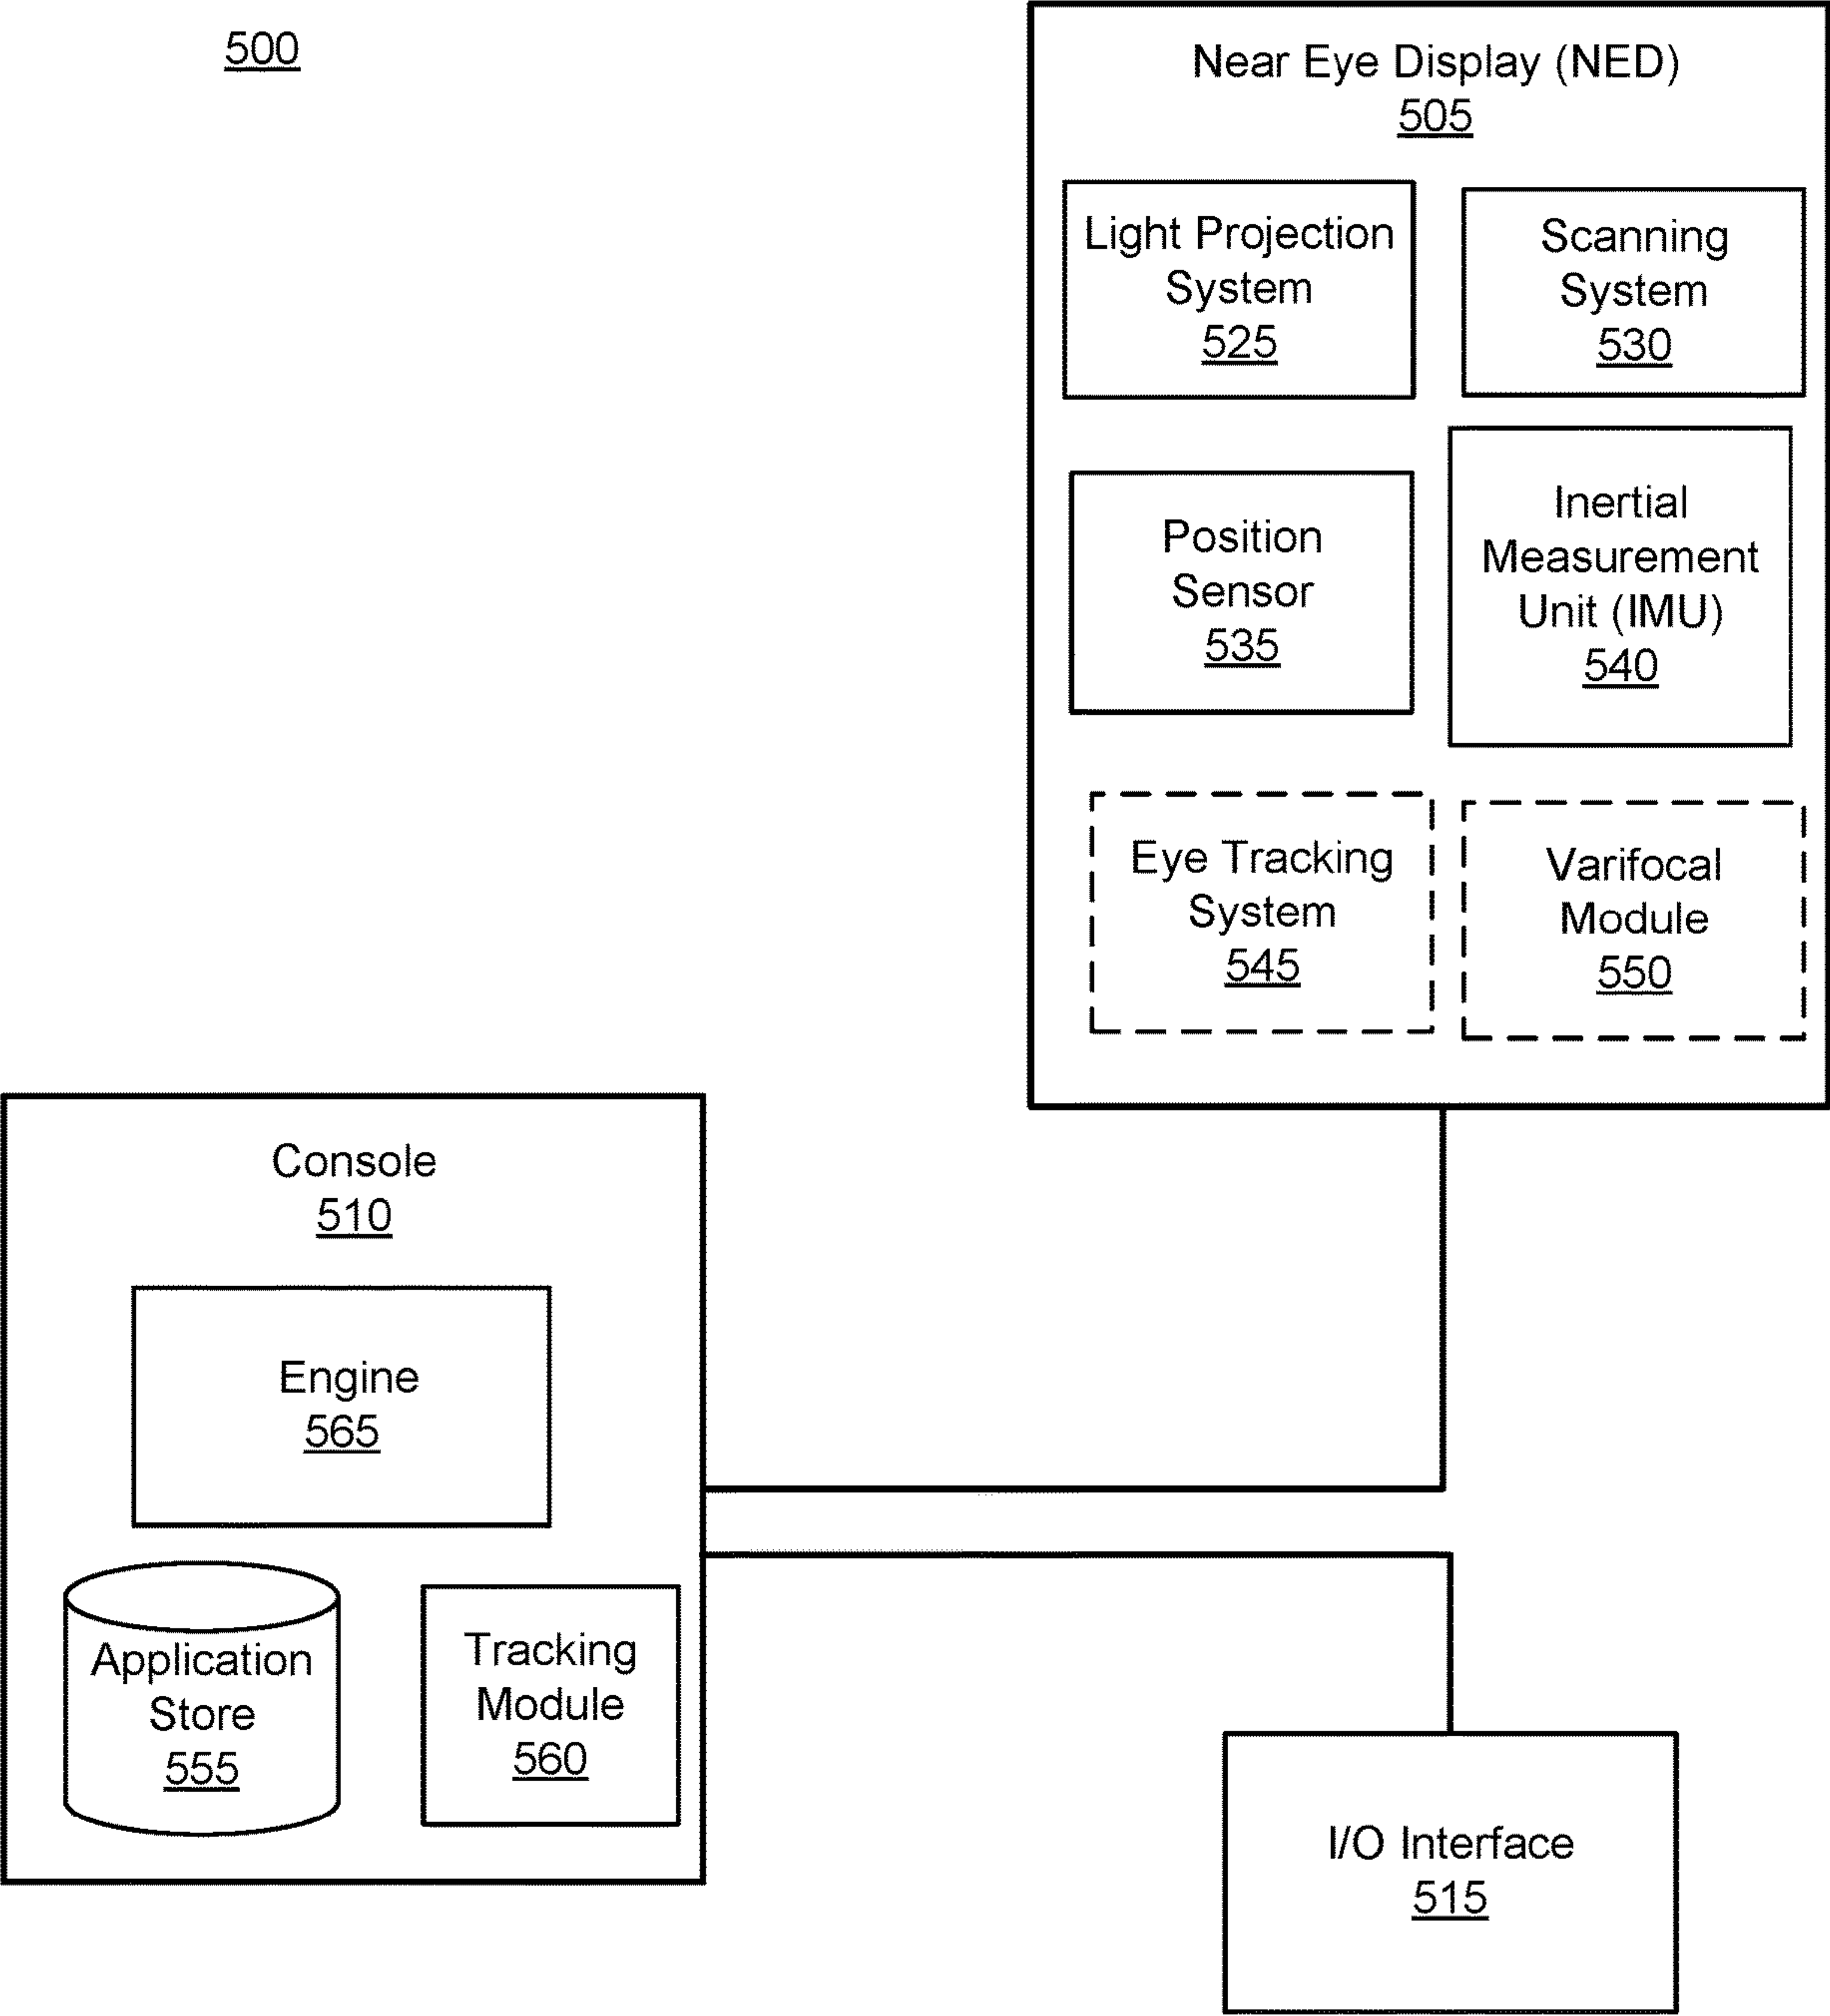 500
Near Eye Display (NED)
505
Light Projection
System
525
Scanning
System
530
Position
Sensor
535
Inertial
Measurement
Unit (IMU)
540
Eye Tracking
System
545
Varifocal
Module
550
Console
510
Engine
565
Application
Store
555
Tracking
Module
560
I/O Interface
515